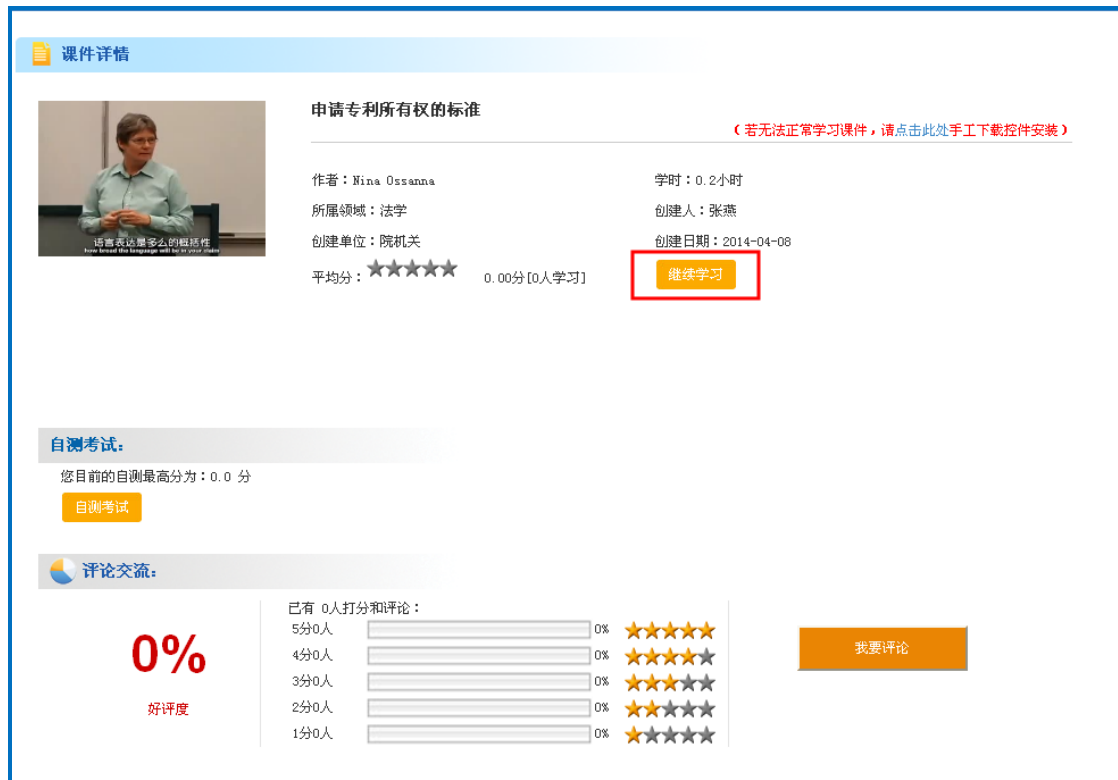 课件详情
申请专利所有权的标准
(若无法正常学习课件，请点击此处手工下载控件安装)
语言表达是多么的概括性
how broad the language will be in your claim
作者：Nina Ossanna
学时：0.2小时
所属领域：法学
创建人：张燕
创建单位：院机关
创建日期：2014-04-08
平均分：
0.00分[0人学习]
继续学习
自测考试:
您目前的自测最高分为：0.0 分
自测考试
评论交流:
0%
好评度
已有 0人打分和评论：
5分0人 0%
4分0人 0%
3分0人 0%
2分0人 0%
1分0人 0%
我要评论